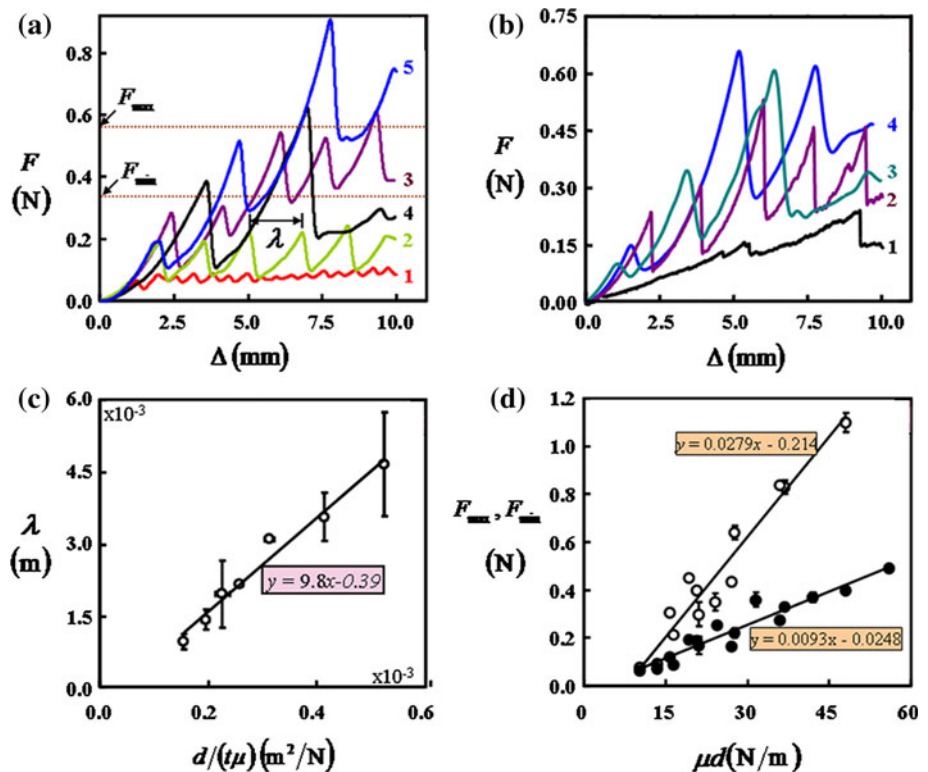 (a)
0.8
0.6
F
(N)
0.4
0.2
0.0
F
F
λ
5
3
4
2
1
0.0 2.5 5.0 7.5 10.0
Δ (mm)
(b)
0.75
0.60
F
0.45
(N)
0.30
0.15
0.00
4
3
2
1
0.0 2.5 5.0 7.5 10.0
Δ (mm)
(c)
6.0
x10-3
4.5
λ
(m)
3.0
1.5
0.0
y = 9.8x-0.39
x10-3
0.0 0.2 0.4 0.6
d/(tμ) (m2/N)
(d)
1.2
1.0
0.8
F , F
(N)
0.6
0.4
0.2
0.0
y = 0.0279x - 0.214
y = 0.0093x - 0.0248
0 15 30 45 60
μd(N/m)